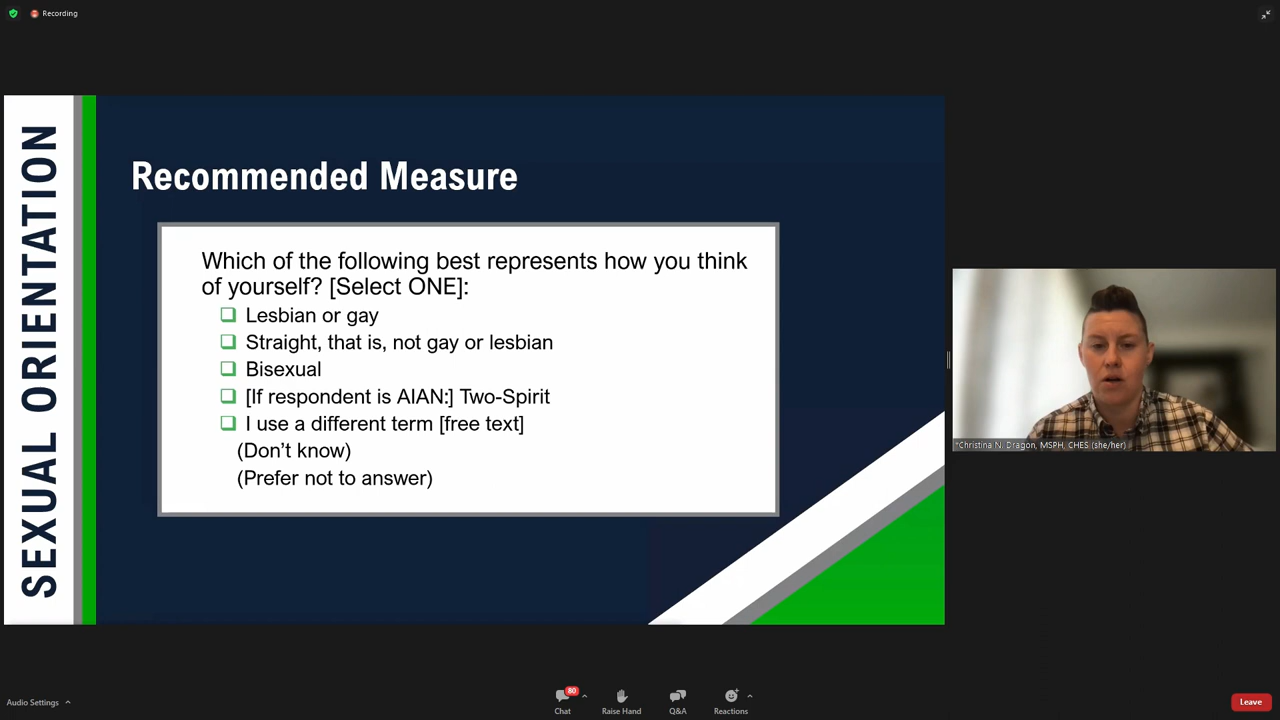 Recording
SEXUAL ORIENTATION
Recommended Measure
Which of the following best represents how you think
of yourself? [Select ONE]:
Lesbian or gay
Straight, that is, not gay or lesbian
Bisexual
[If respondent is AIAN:] Two-Spirit
I use a different term [free text]
(Don't know)
(Prefer not to answer)
*Christina N. Dragon, MSPH, CHES (she/her)
Audio Settings
80
Chat
Raise Hand
Q&A
Reactions
Leave